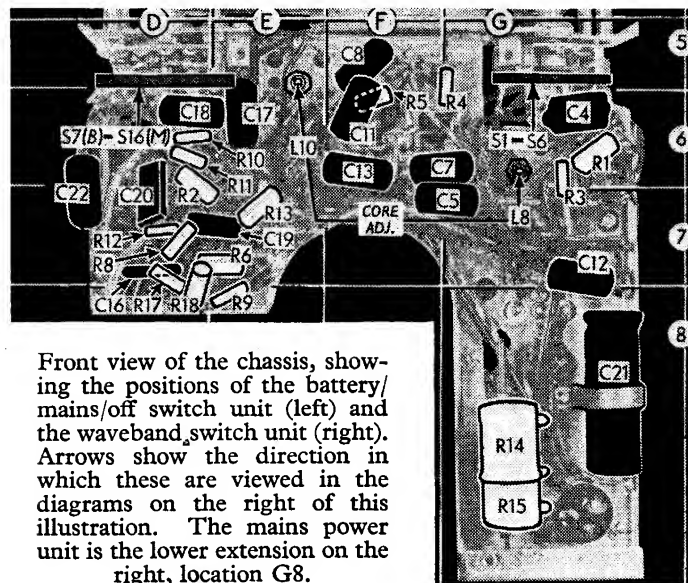 D E F G
5
C8
C18 C17 R5 R4 C4
C11
S7(B)– S16(M) L10 S1 – S6 6
R10 R1
C13 C7
R11 R3
C22 C20 R2 C5
R13 CORE
ADJ. L8
R12 C19 7
R8 R6
C12
C16 R17 R18 R9
8
C21
R14
R15
Front view of the chassis, show-
ing the positions of the battery/
mains/off switch unit (left) and
the waveband switch unit (right).
Arrows show the direction in
which these are viewed in the
diagrams on the right of this
illustration. The mains power
unit is the lower extension on the
right, location G8.